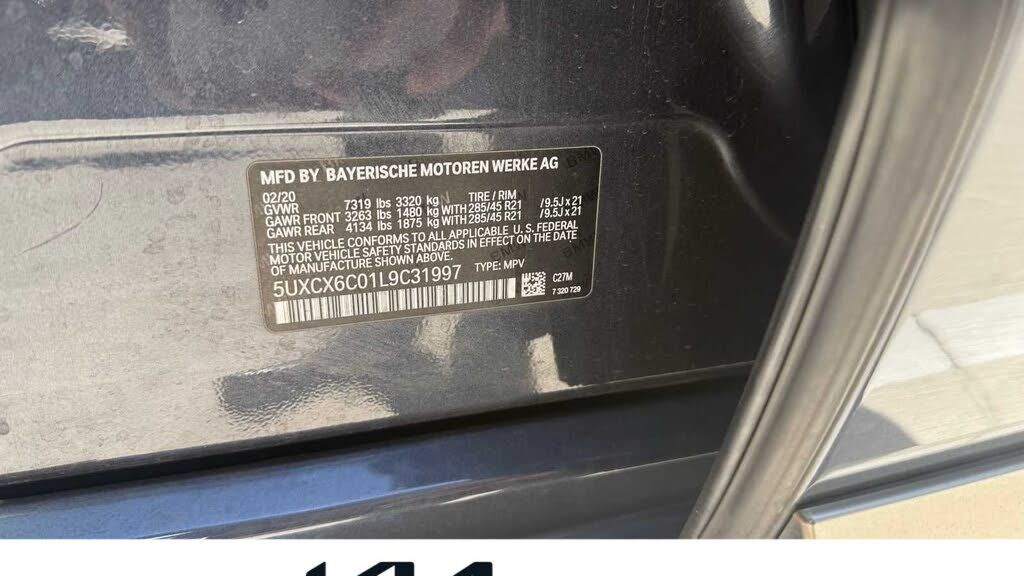 MFD BY BAYERISCHE MOTOREN WERKE AG
02/20 TIRE / RIM
GVWR 7319 lbs 3320 kg
GAWR FRONT 3263 lbs 1480 kg WITH 285/45 R21 / 9.5J x 21
GAWR REAR 4134 lbs 1875 kg WITH 285/45 R21 / 9.5J x 21
THIS VEHICLE CONFORMS TO ALL APPLICABLE U. S. FEDERAL
MOTOR VEHICLE SAFETY STANDARDS IN EFFECT ON THE DATE
OF MANUFACTURE SHOWN ABOVE.
5UXCX6C01L9C31997 TYPE: MPV
C27M
7 320 729